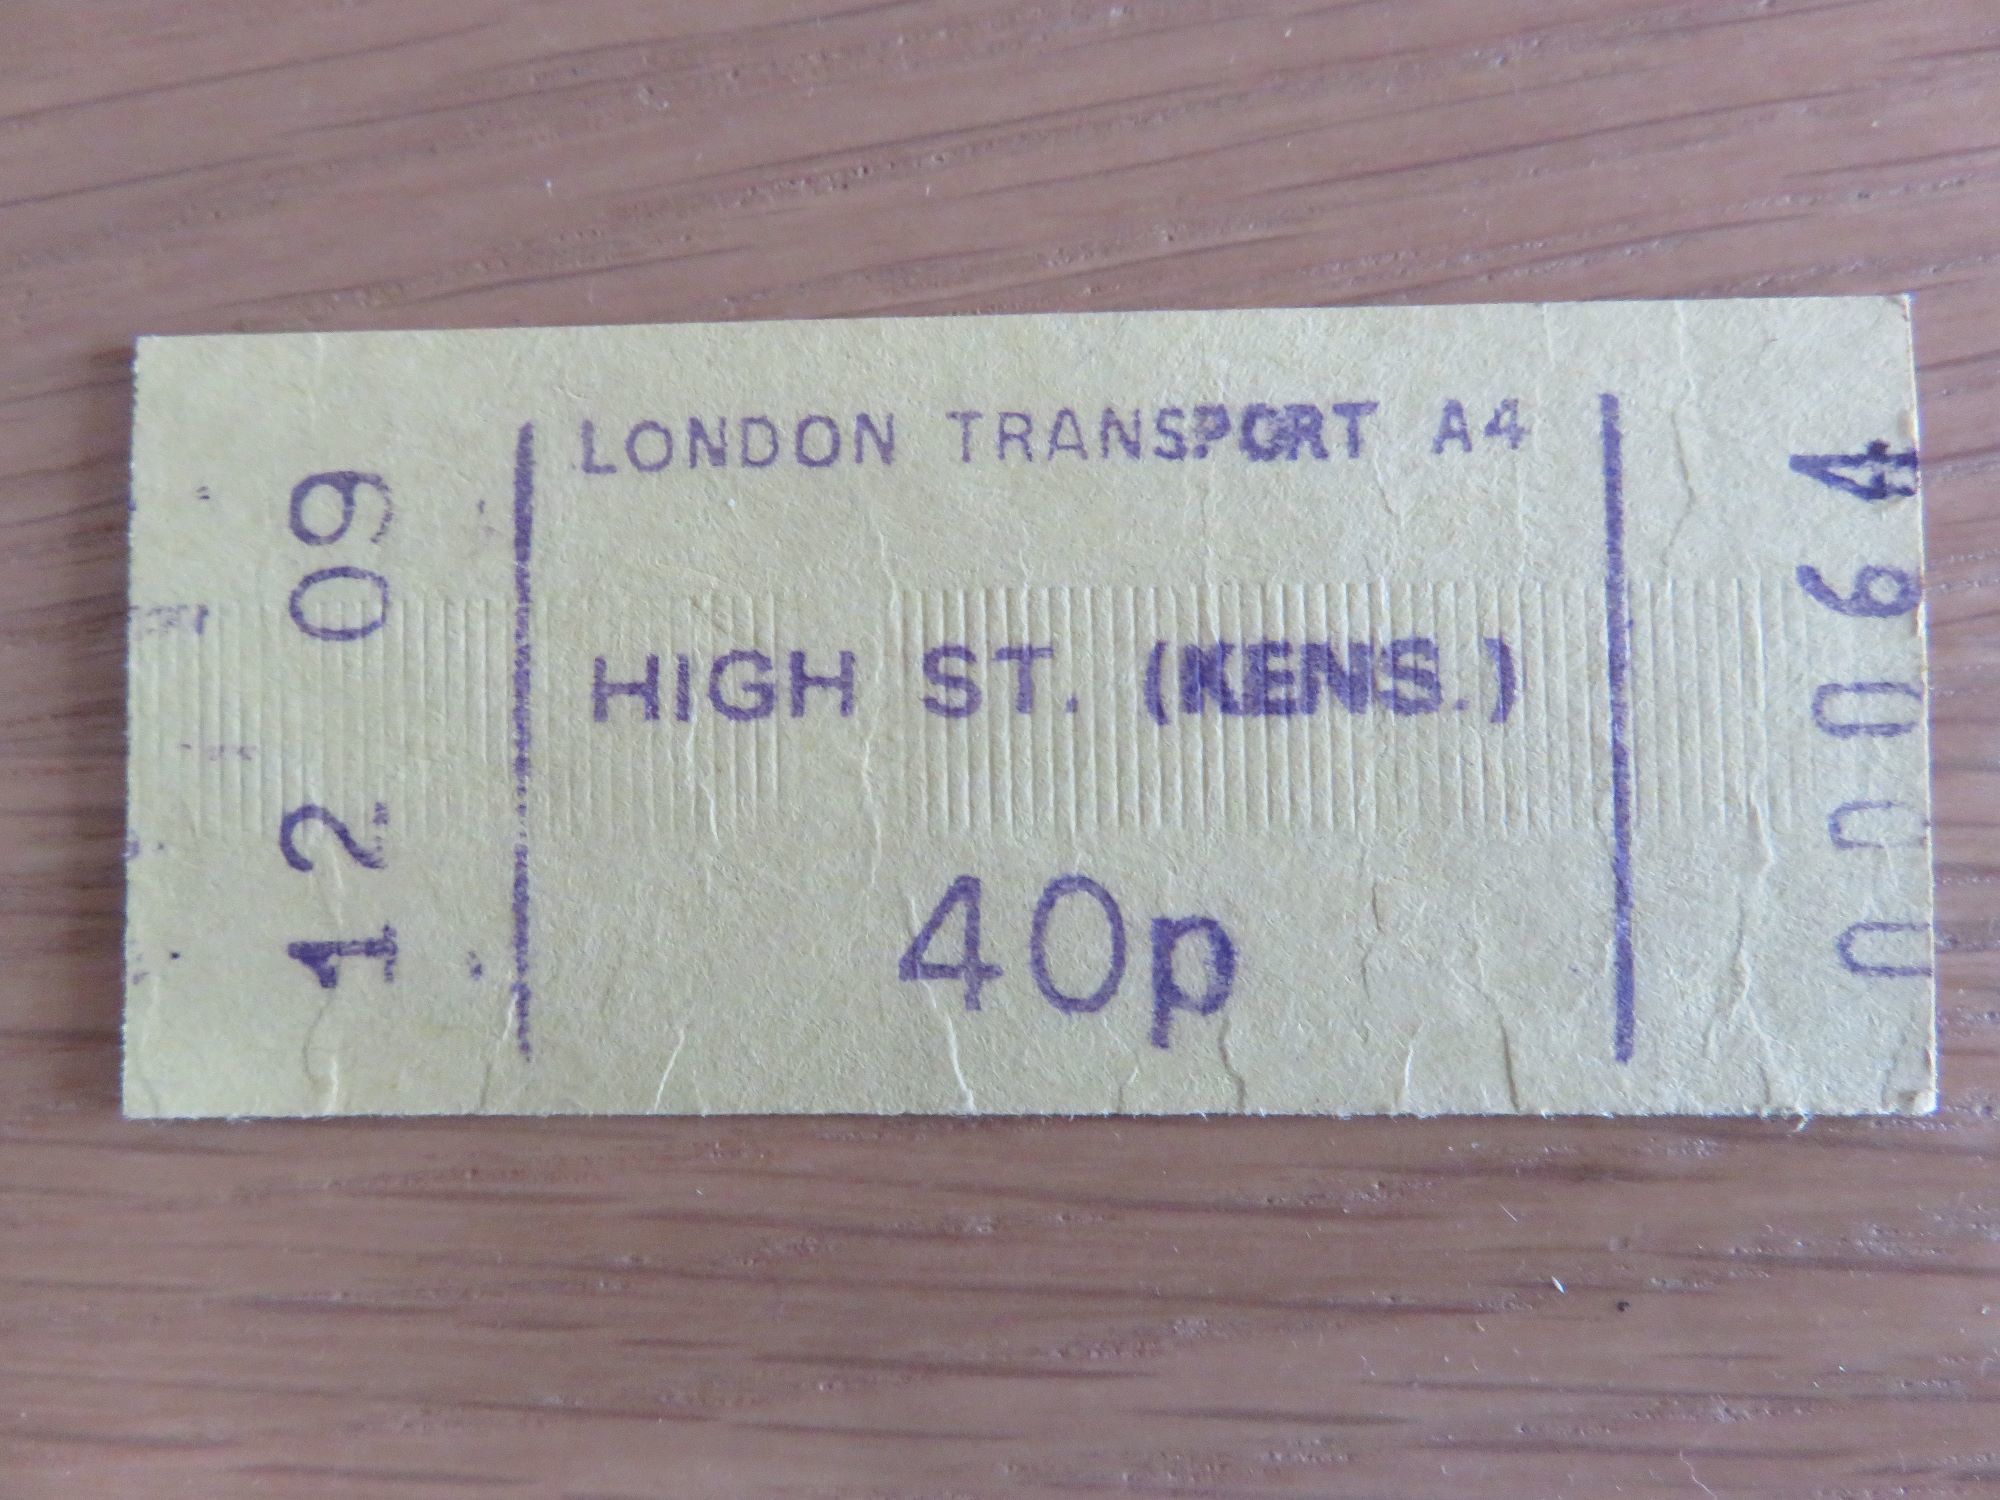 12 09
LONDON TRANSPORT A4
HIGH ST. (KENS.)
40p
00064